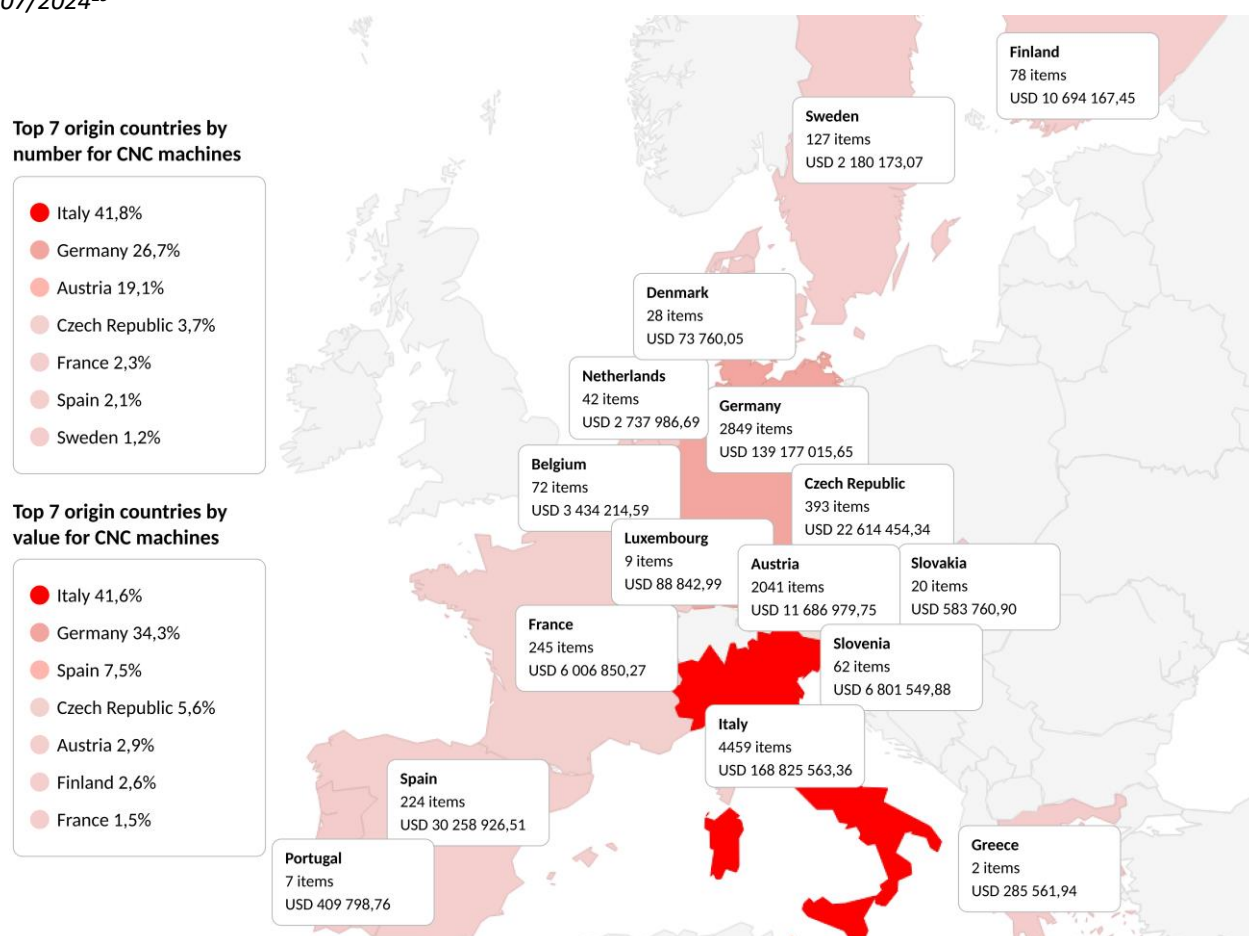 07/2024
Top 7 origin countries by
number for CNC machines
Italy 41,8%
Germany 26,7%
Austria 19,1%
Czech Republic 3,7%
France 2,3%
Spain 2,1%
Sweden 1,2%
Top 7 origin countries by
value for CNC machines
Italy 41,6%
Germany 34,3%
Spain 7,5%
Czech Republic 5,6%
Austria 2,9%
Finland 2,6%
France 1,5%
Finland
78 items
USD 10 694 167,45
Sweden
127 items
USD 2 180 173,07
Denmark
28 items
USD 73 760,05
Netherlands
42 items
USD 2 737 986,69
Germany
2849 items
USD 139 177 015,65
Belgium
72 items
USD 3 434 214,59
Czech Republic
393 items
USD 22 614 454,34
Luxembourg
9 items
USD 88 842,99
Austria
2041 items
USD 11 686 979,75
Slovakia
20 items
USD 583 760,90
France
245 items
USD 6 006 850,27
Slovenia
62 items
USD 6 801 549,88
Italy
4459 items
USD 168 825 563,36
Spain
224 items
USD 30 258 926,51
Portugal
7 items
USD 409 798,76
Greece
2 items
USD 285 561,94